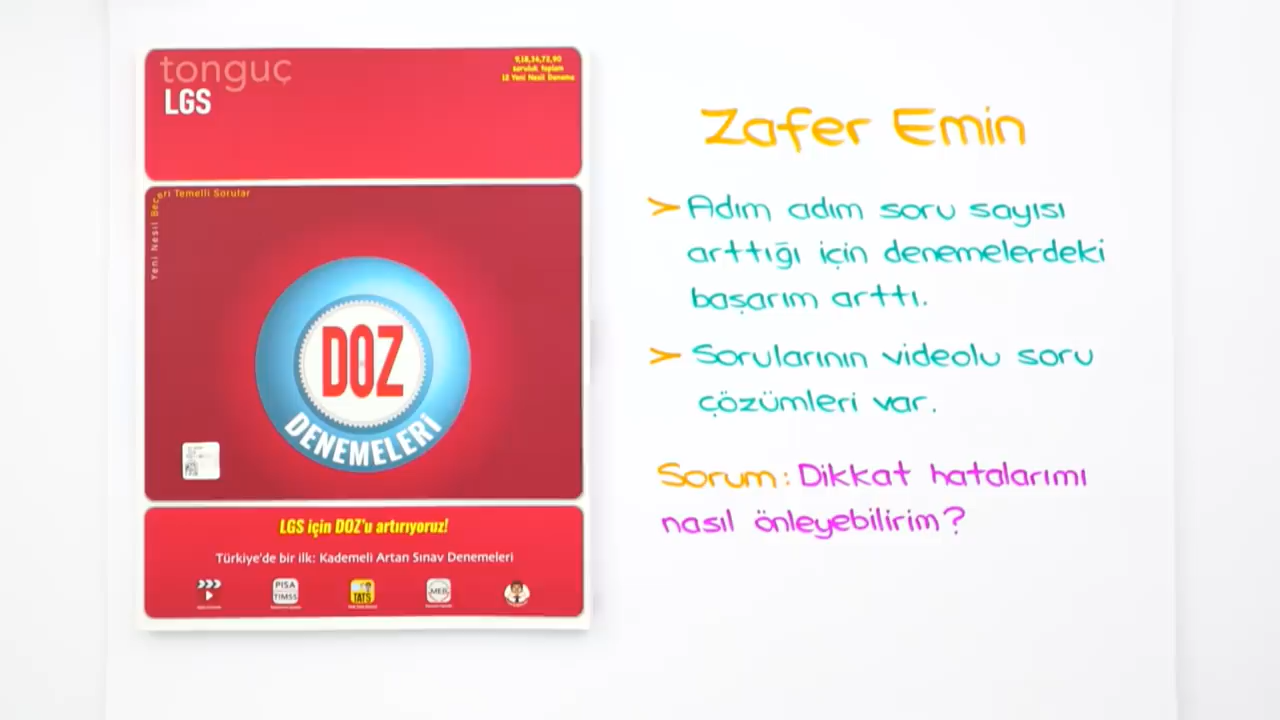 tonguç
LGS
9,18,36,72,90
soruluk toplam
12 Yeni Nesil Deneme
Yeni Nesil Beceri Temelli Sorular
DOZ
DENEMELERİ
LGS için DOZ'u artırıyoruz!
Türkiye'de bir ilk: Kademeli Artan Sınav Denemeleri
PISA
TIMSS
TATS
MEB
Zafer Emin
> Adım adım soru sayısı
arttığı için denemelerdeki
başarım arttı.
> Sorularının videolu soru
çözümleri var.
Sorum: Dikkat hatalarımı
nasıl önleyebilirim?